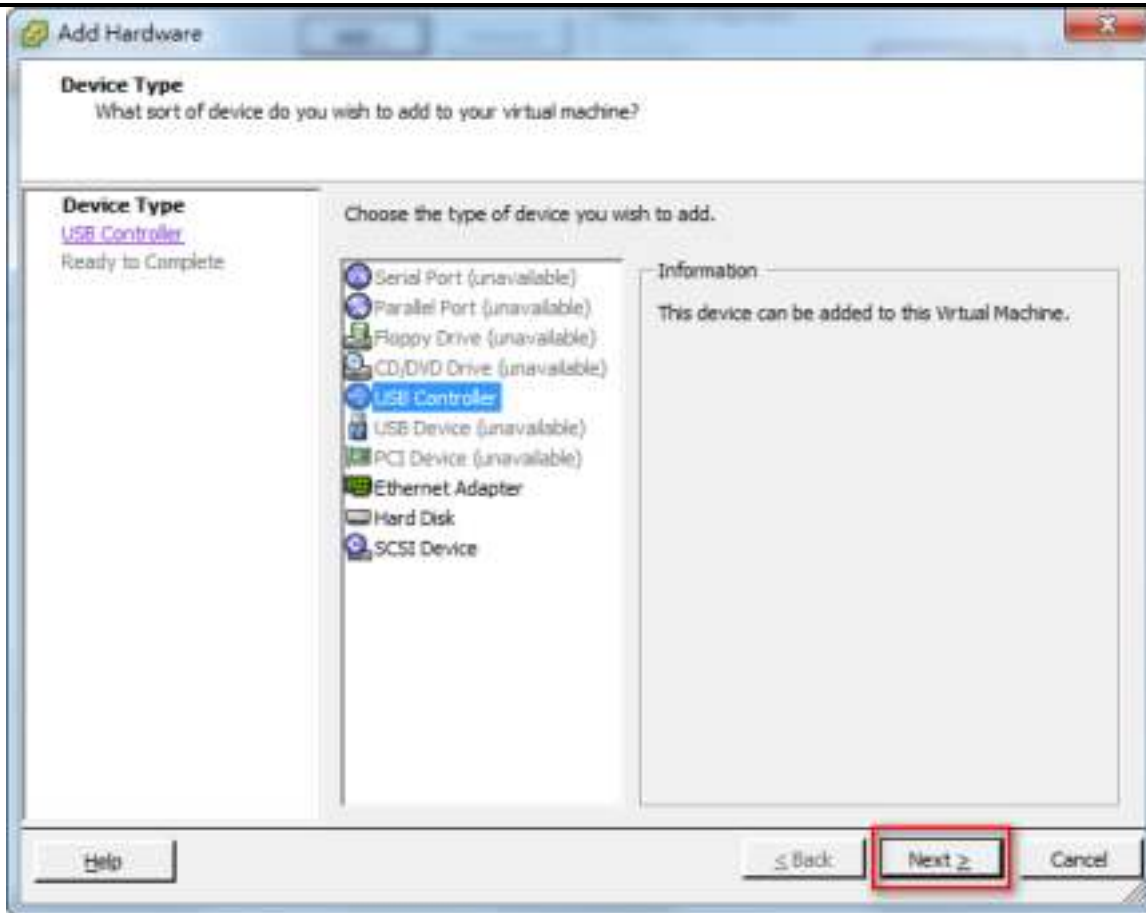 Add Hardware
Device Type
What sort of device do you wish to add to your virtual machine?
Device Type
USB Controller
Ready to Complete
Choose the type of device you wish to add.
Serial Port (unavailable)
Parallel Port (unavailable)
Floppy Drive (unavailable)
CD/DVD Drive (unavailable)
USB Controller
USB Device (unavailable)
PCI Device (unavailable)
Ethernet Adapter
Hard Disk
SCSI Device
Information
This device can be added to this Virtual Machine.
Help
< Back
Next >
Cancel